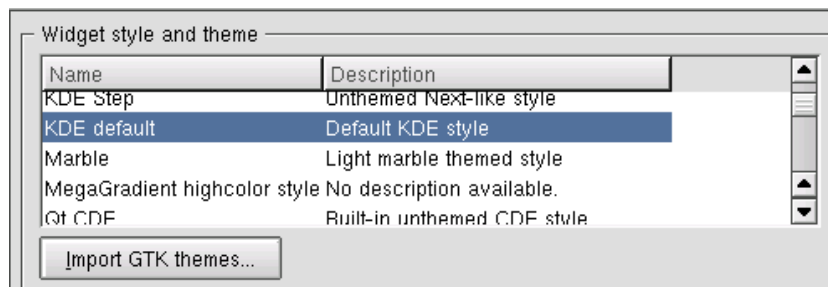 Widget style and theme
Name Description
KDE Step Unthemed Next-like style
KDE default Default KDE style
Marble Light marble themed style
MegaGradient highcolor style No description available.
Qt CDE Built-in unthemed CDE style
Import GTK themes...